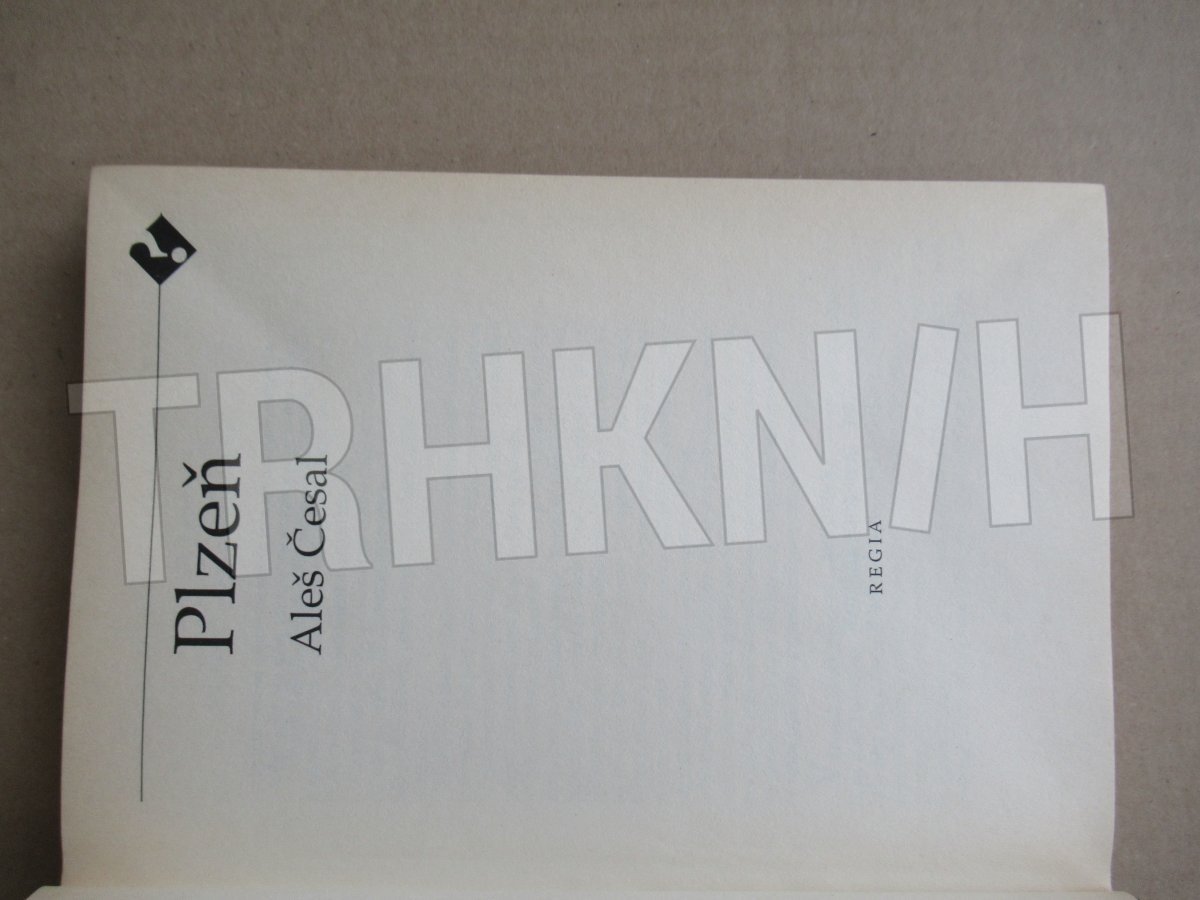 Plzeň
Aleš Česal
REGIA
TRHKNIH